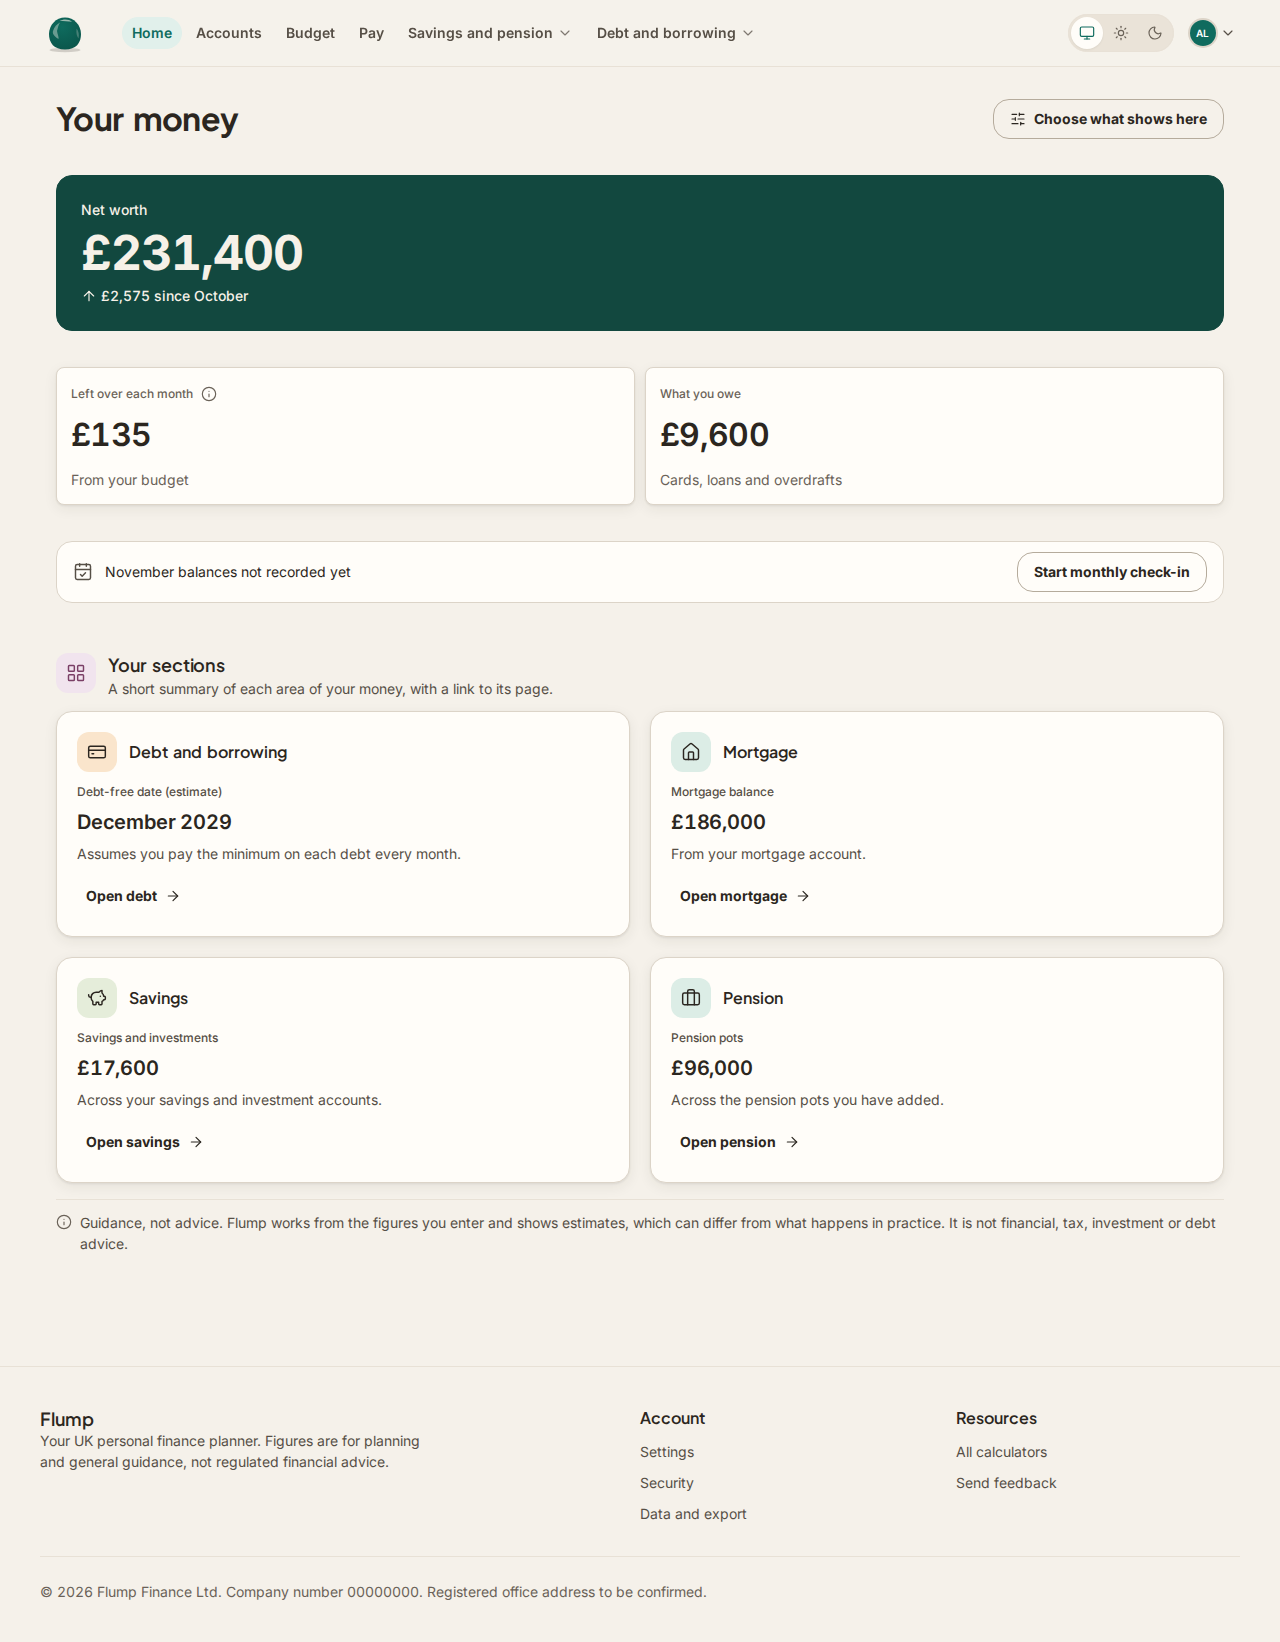 Home
Accounts
Budget
Pay
Savings and pension
Debt and borrowing
AL
Your money
Choose what shows here
Net worth
£231,400
↑ £2,575 since October
Left over each month
£135
From your budget
What you owe
£9,600
Cards, loans and overdrafts
November balances not recorded yet
Start monthly check-in
Your sections
A short summary of each area of your money, with a link to its page.
Debt and borrowing
Debt-free date (estimate)
December 2029
Assumes you pay the minimum on each debt every month.
Open debt →
Mortgage
Mortgage balance
£186,000
From your mortgage account.
Open mortgage →
Savings
Savings and investments
£17,600
Across your savings and investment accounts.
Open savings →
Pension
Pension pots
£96,000
Across the pension pots you have added.
Open pension →
Guidance, not advice. Flump works from the figures you enter and shows estimates, which can differ from what happens in practice. It is not financial, tax, investment or debt
advice.
Flump
Your UK personal finance planner. Figures are for planning
and general guidance, not regulated financial advice.
Account
Settings
Security
Data and export
Resources
All calculators
Send feedback
© 2026 Flump Finance Ltd. Company number 00000000. Registered office address to be confirmed.